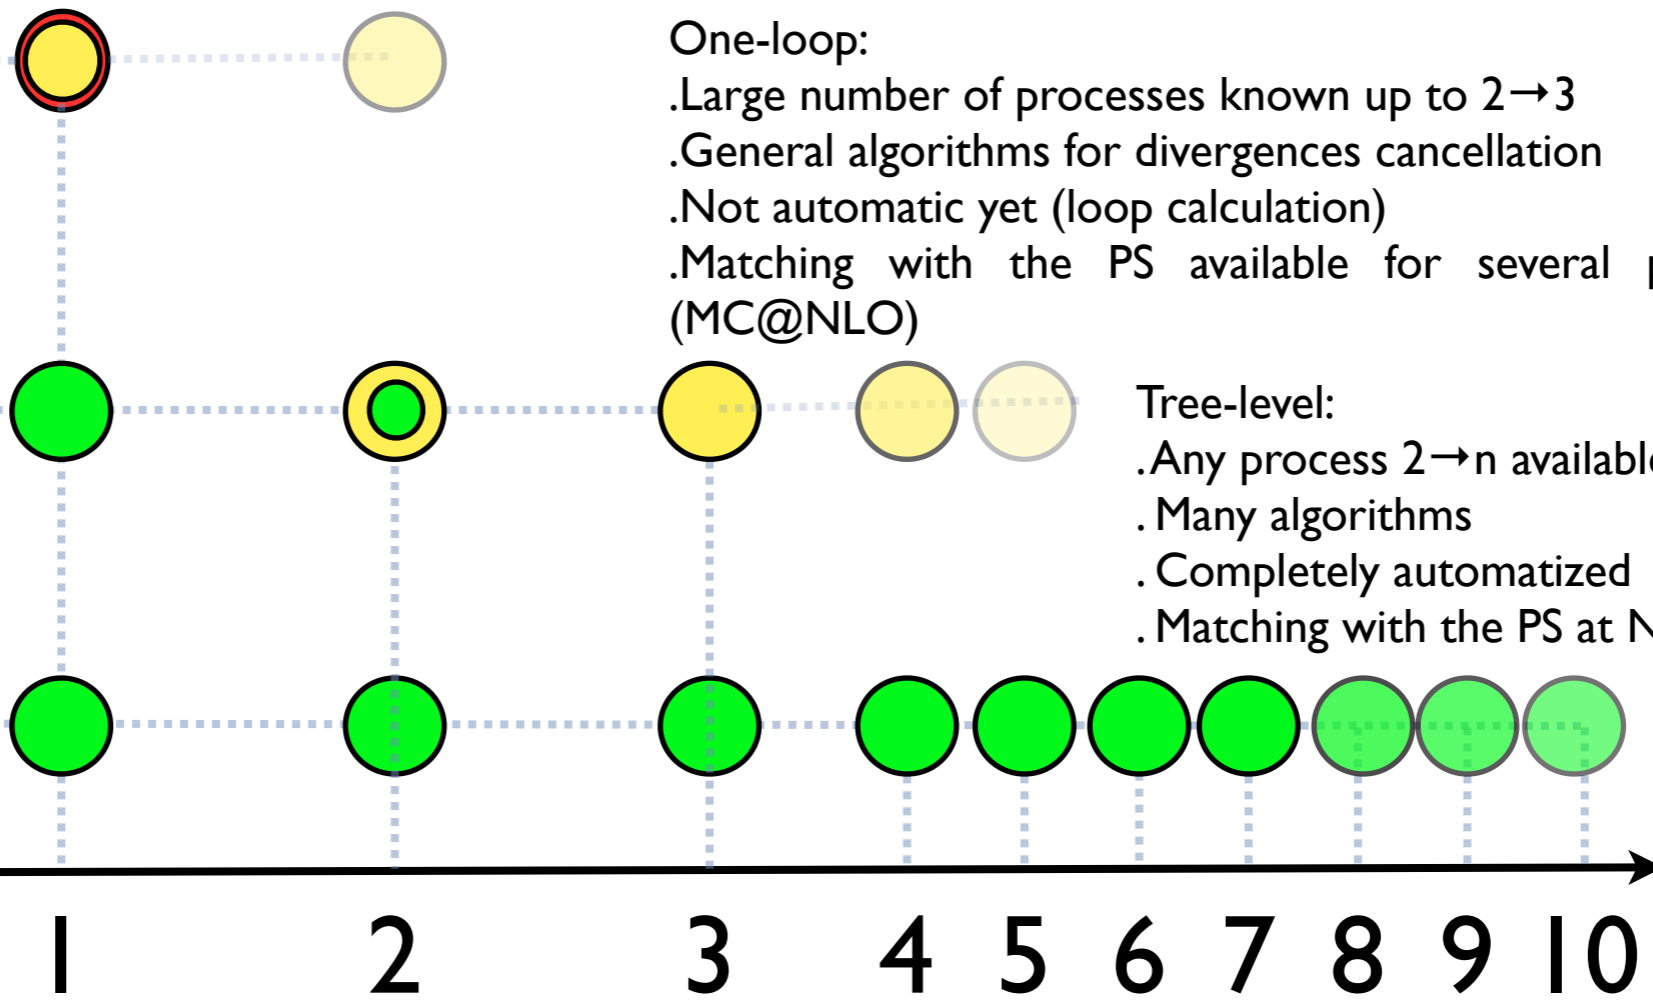 One-loop:
.Large number of processes known up to 2→3
.General algorithms for divergences cancellation
.Not automatic yet (loop calculation)
.Matching with the PS available for several
(MC@NLO)
Tree-level:
.Any process 2→n available
. Many algorithms
. Completely automatized
. Matching with the PS at
1 2 3 4 5 6 7 8 9 10